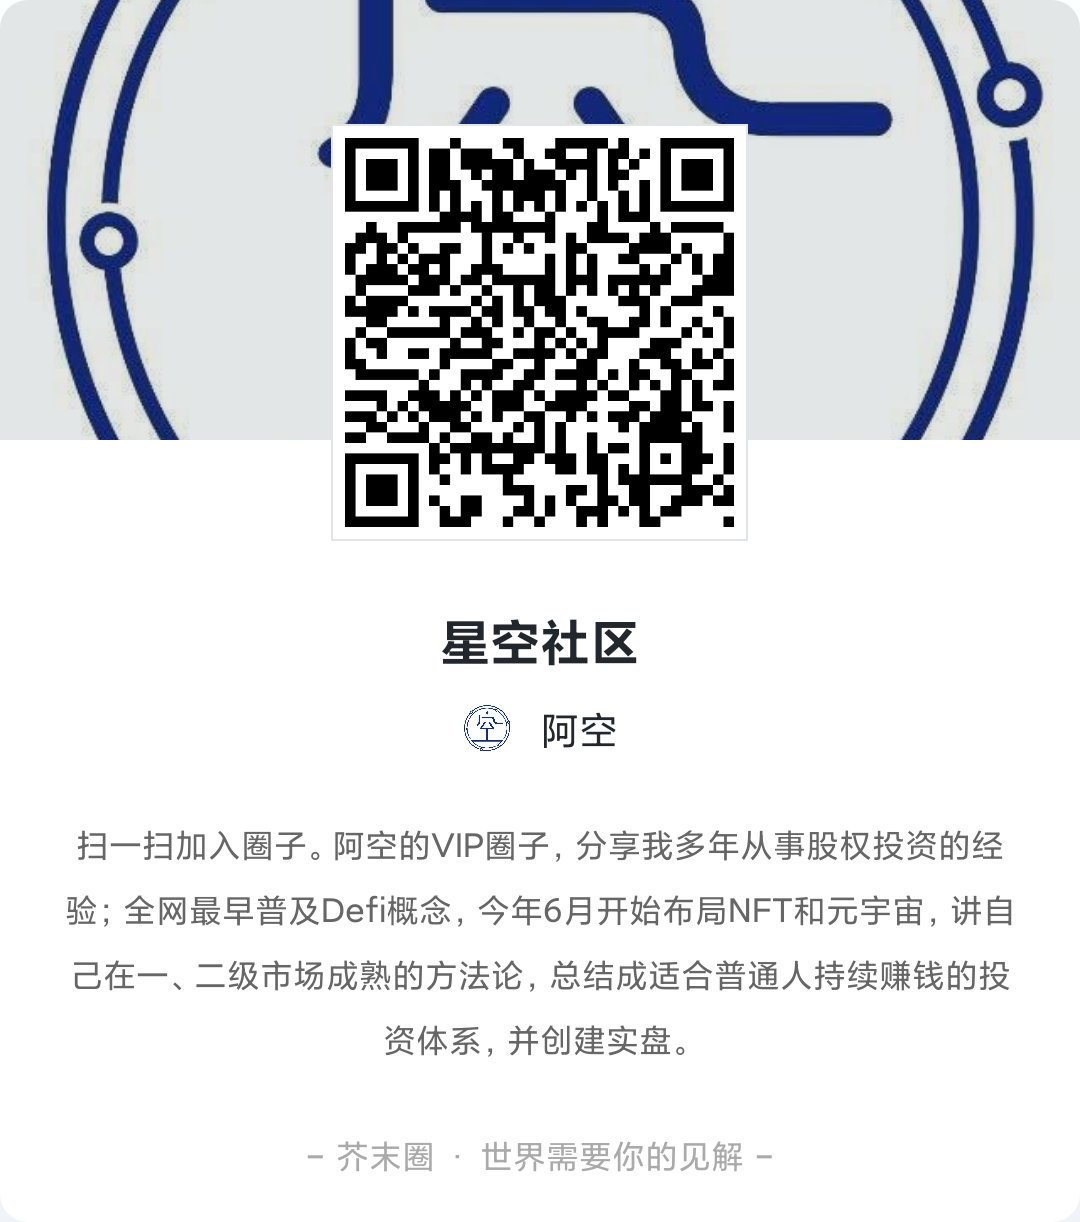 星空社区
空 阿空
扫一扫加入圈子。阿空的VIP圈子，分享我多年从事股权投资的经
验；全网最早普及Defi概念，今年6月开始布局NFT和元宇宙，讲自
己在一、二级市场成熟的方法论，总结成适合普通人持续赚钱的投
资体系，并创建实盘。
- 芥末圈 · 世界需要你的见解 -